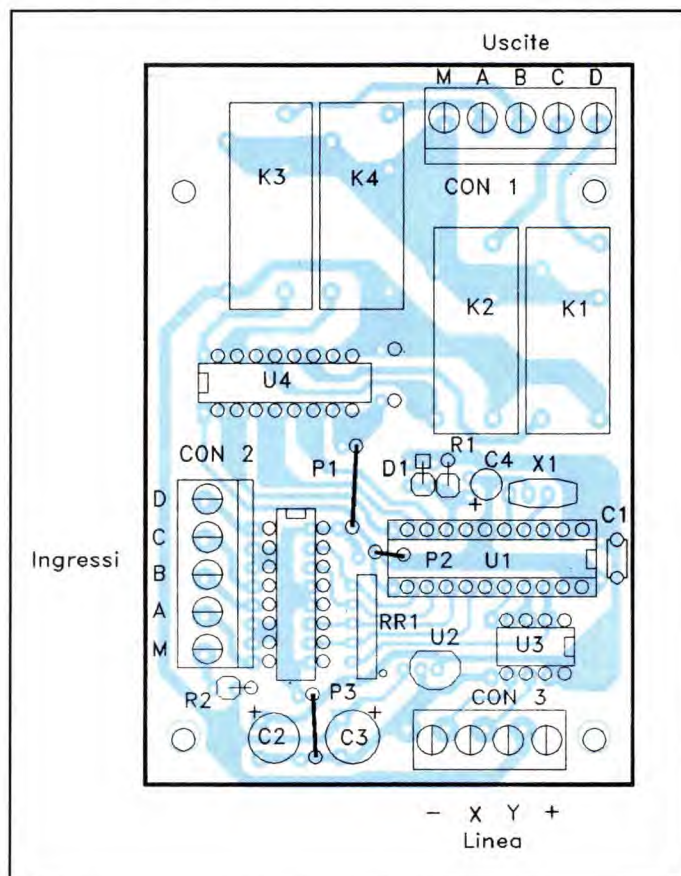 Uscite
M A B C D
CON 1
K3 K4
K2 K1
U4
CON 2
P1 D1 R1 C4 X1
+
C1
D
C
B
A
M
Ingressi
P2 U1
RR1 U2 U3
R2 P3
+ +
C2 C3
CON 3
- X Y +
Linea